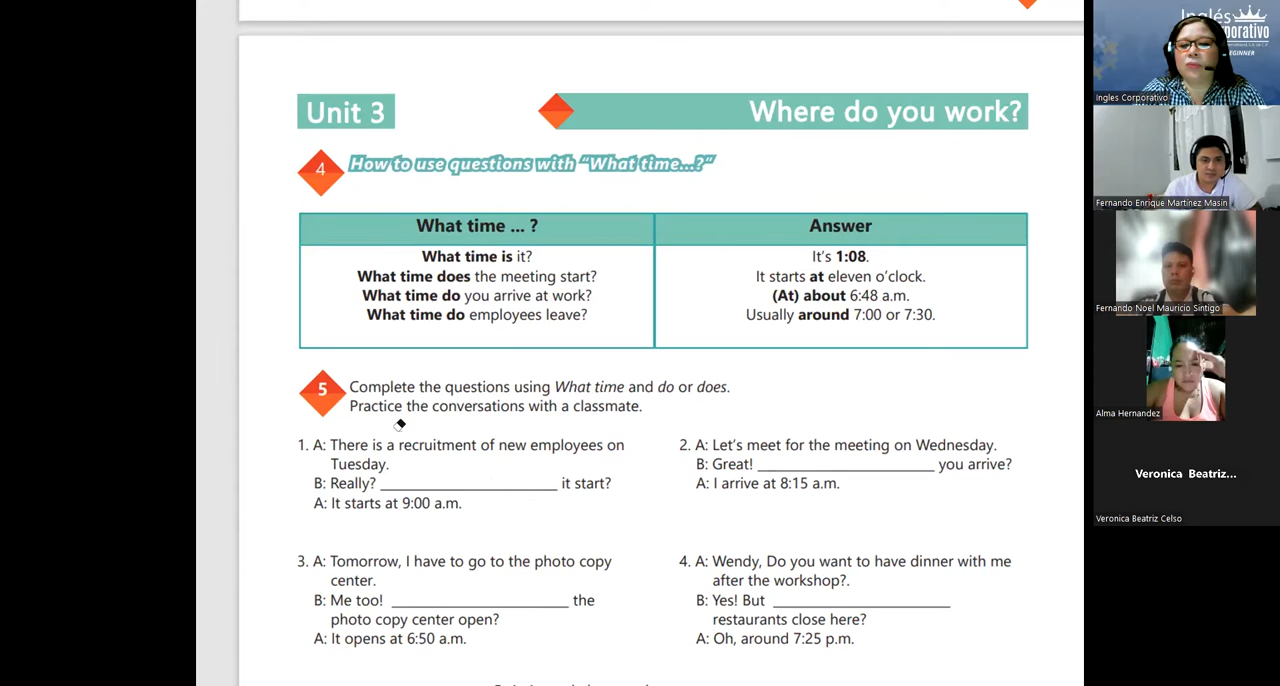 Unit 3
Where do you work?
4
How to use questions with “What time...?”
What time ... ?
Answer
What time is it?
It’s 1:08.
What time does the meeting start?
It starts at eleven o’clock.
What time do you arrive at work?
(At) about 6:48 a.m.
What time do employees leave?
Usually around 7:00 or 7:30.
5
Complete the questions using What time and do or does.
Practice the conversations with a classmate.
1. A: There is a recruitment of new employees on
Tuesday.
B: Really? ______________________ it start?
A: It starts at 9:00 a.m.
2. A: Let’s meet for the meeting on Wednesday.
B: Great! ______________________ you arrive?
A: I arrive at 8:15 a.m.
3. A: Tomorrow, I have to go to the photo copy
center.
B: Me too! ______________________ the
photo copy center open?
A: It opens at 6:50 a.m.
4. A: Wendy, Do you want to have dinner with me
after the workshop?.
B: Yes! But ______________________
restaurants close here?
A: Oh, around 7:25 p.m.
Inglés
Ingles Corporativo
Fernando Enrique Martínez Masin
Fernando Noel Mauricio Sintigo
Alma Hernandez
Veronica Beatriz...
Veronica Beatriz Celso